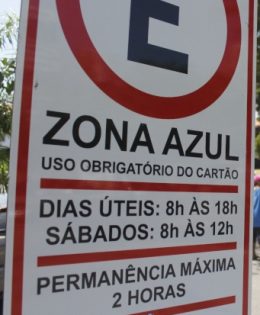 E
ZONA AZUL
USO OBRIGATÓRIO DO CARTÃO
DIAS ÚTEIS: 8h ÀS 18h
SÁBADOS: 8h ÀS 12h
PERMANÊNCIA MÁXIMA
2 HORAS